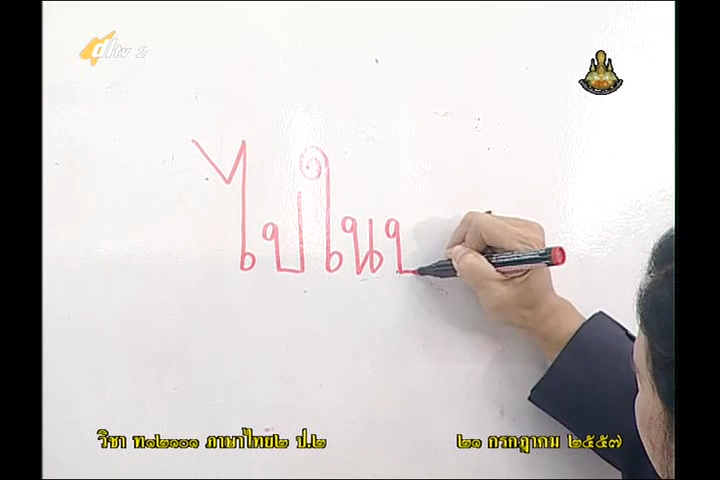 dltv 2
ไปในบ
วิชา ท๑๒๑๐๑ ภาษาไทย๒ ป.๒
๒๑ กรกฎาคม ๒๕๕๗